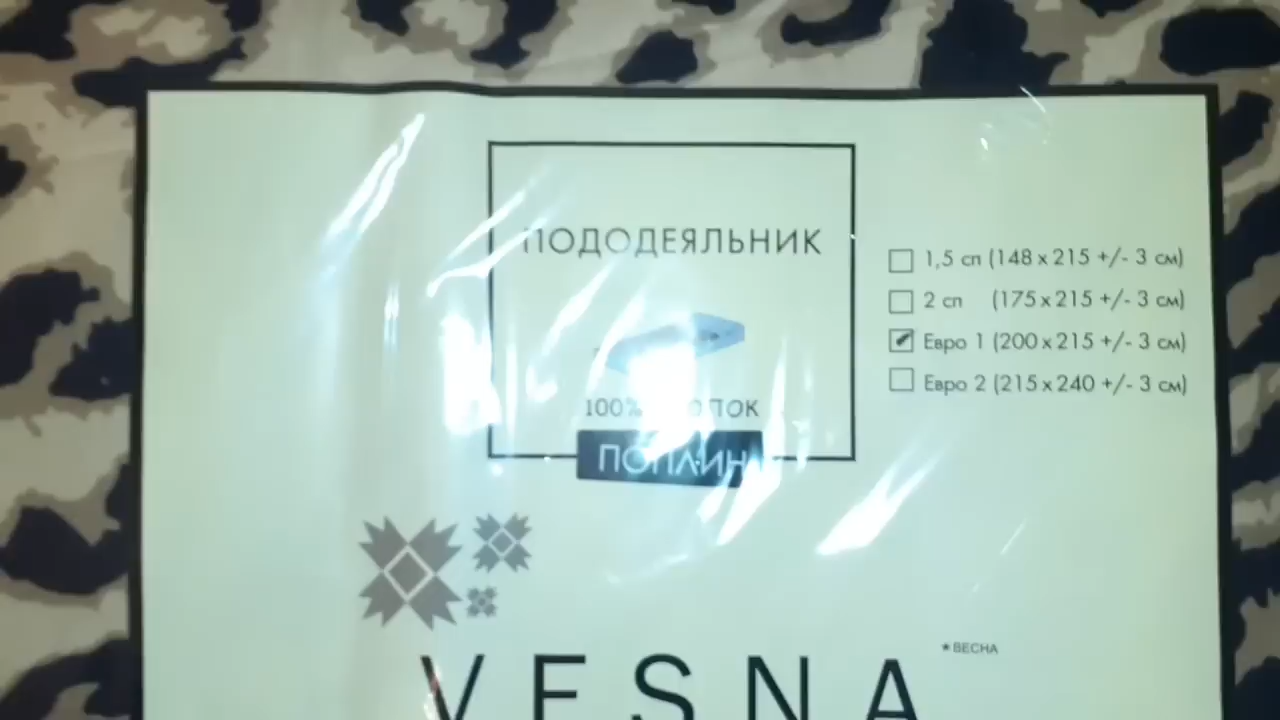 ПОДОДЕЯЛЬНИК
1,5 сп (148 x 215 +/- 3 см)
2 сп (175 x 215 +/- 3 см)
Евро 1 (200 x 215 +/- 3 см)
Евро 2 (215 x 240 +/- 3 см)
100%
ПОПЛИН
*ВЕСНА
VESNA